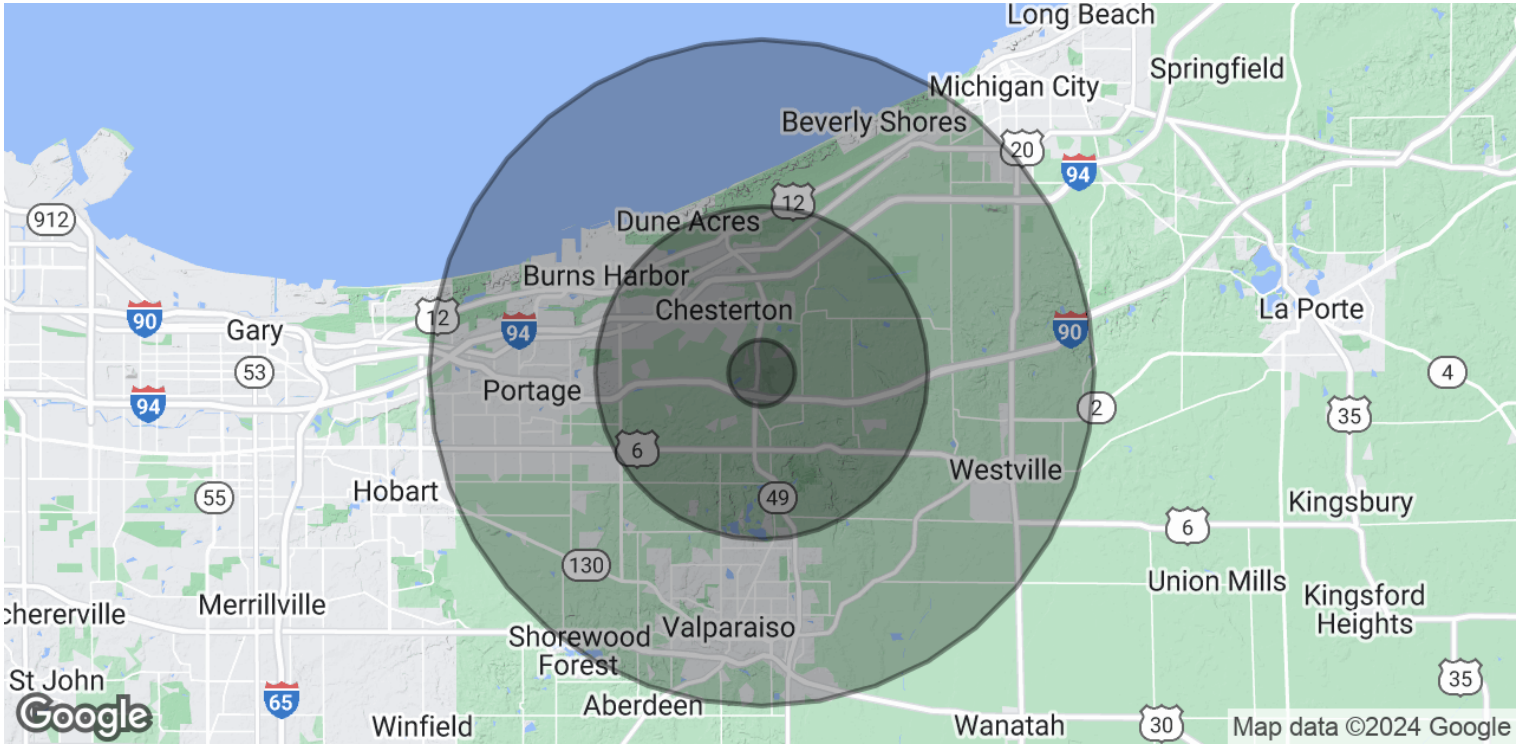 Long Beach
Springfield
Michigan City
Beverly Shores
20
94
12
912
Dune Acres
Burns Harbor
Chesterton
La Porte
90
Gary
12
94
90
53
Portage
4
94
2
35
6
Westville
55
Hobart
49
Kingsbury
6
130
Union Mills
Merrillville
Kingsford
Heights
chererville
Shorewood
Forest
Valparaiso
St John
65
Aberdeen
35
Google
Winfield
Wanatah
30
Map data ©2024 Google